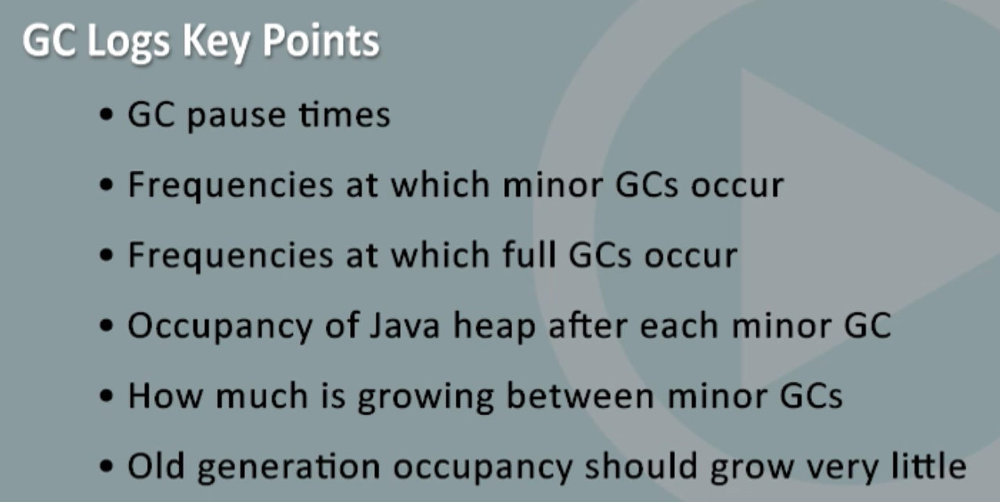 GC Logs Key Points
• GC pause times
• Frequencies at which minor GCs occur
• Frequencies at which full GCs occur
• Occupancy of Java heap after each minor GC
• How much is growing between minor GCs
• Old generation occupancy should grow very little